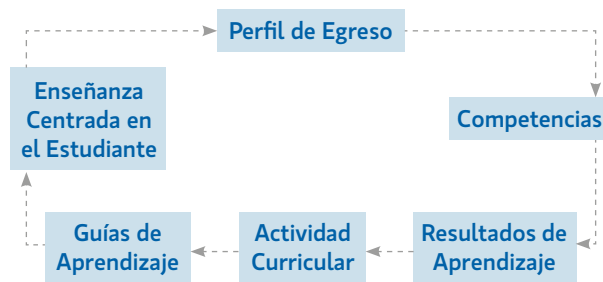 Perfil de Egreso
Enseñanza
Centrada en
el Estudiante
Competencias
Guías de
Aprendizaje
Actividad
Curricular
Resultados de
Aprendizaje